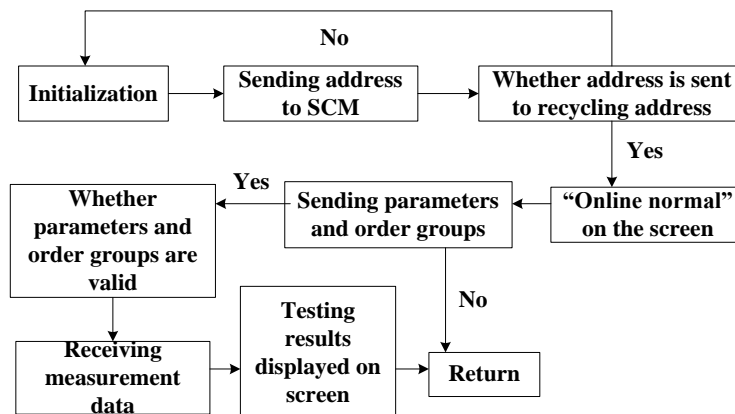 No
Initialization
Sending address
to SCM
Whether address is sent
to recycling address
Yes
Yes
Whether
parameters and
order groups are
valid
Sending parameters
and order groups
“Online normal”
on the screen
No
Receiving
measurement
data
Testing
results
displayed on
screen
Return